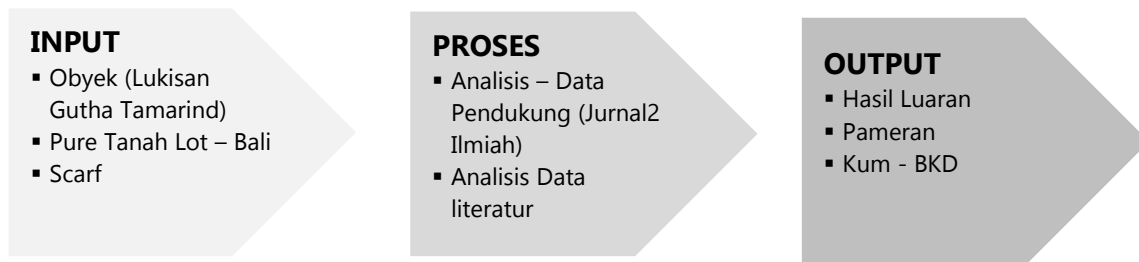 INPUT
▪ Obyek (Lukisan
Gutha Tamarind)
▪ Pure Tanah Lot – Bali
▪ Scarf
PROSES
▪ Analisis – Data
Pendukung (Jurnal2
Ilmiah)
▪ Analisis Data
literatur
OUTPUT
▪ Hasil Luaran
▪ Pameran
▪ Kum - BKD